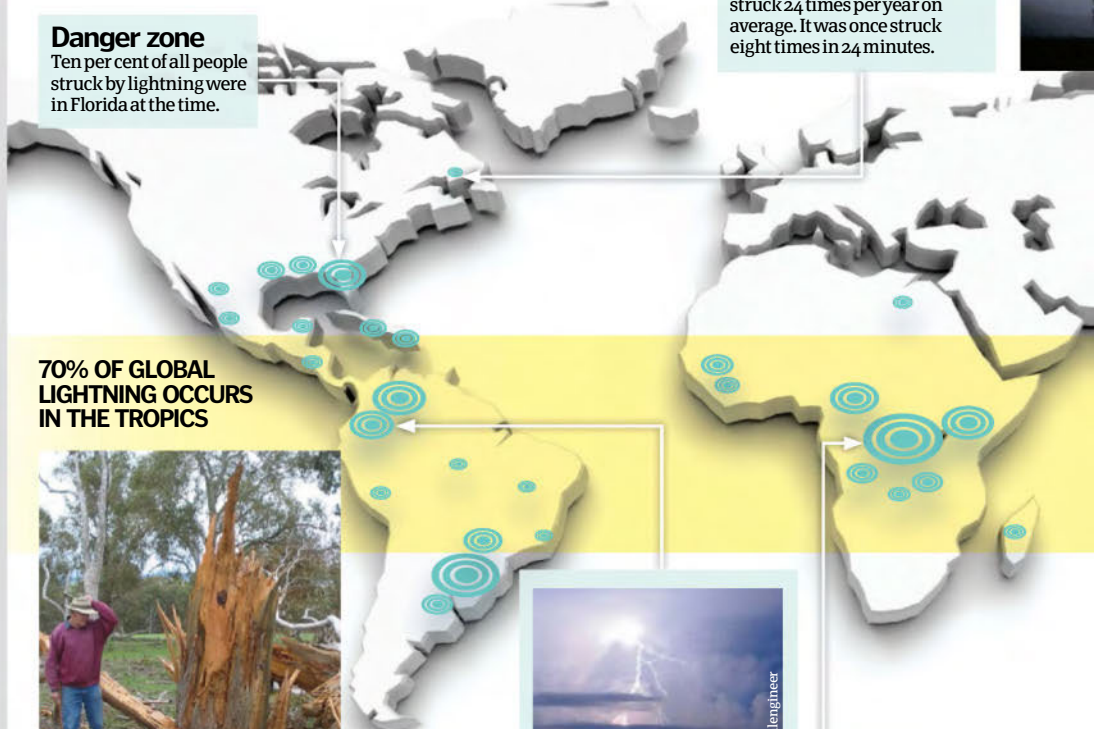 Danger zone
Ten per cent of all people
struck by lightning were
in Florida at the time.
struck 24 times per year on
average. It was once struck
eight times in 24 minutes.
70% OF GLOBAL
LIGHTNING OCCURS
IN THE TROPICS